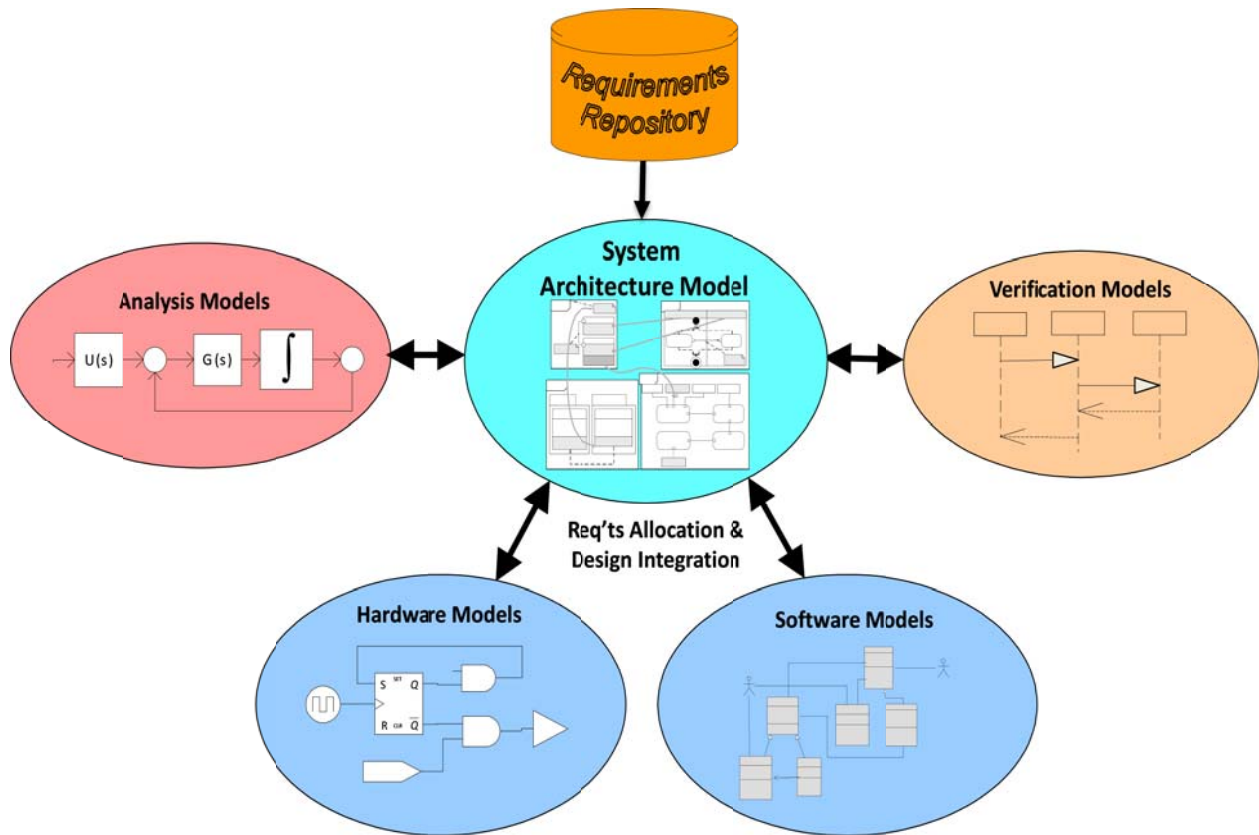 Requirements
Repository
System
Architecture Model
Analysis Models
U(s)
G(s)
∫
Verification Models
Req'ts Allocation &
Design Integration
Hardware Models
S SET Q
R CLR Q̅
Software Models